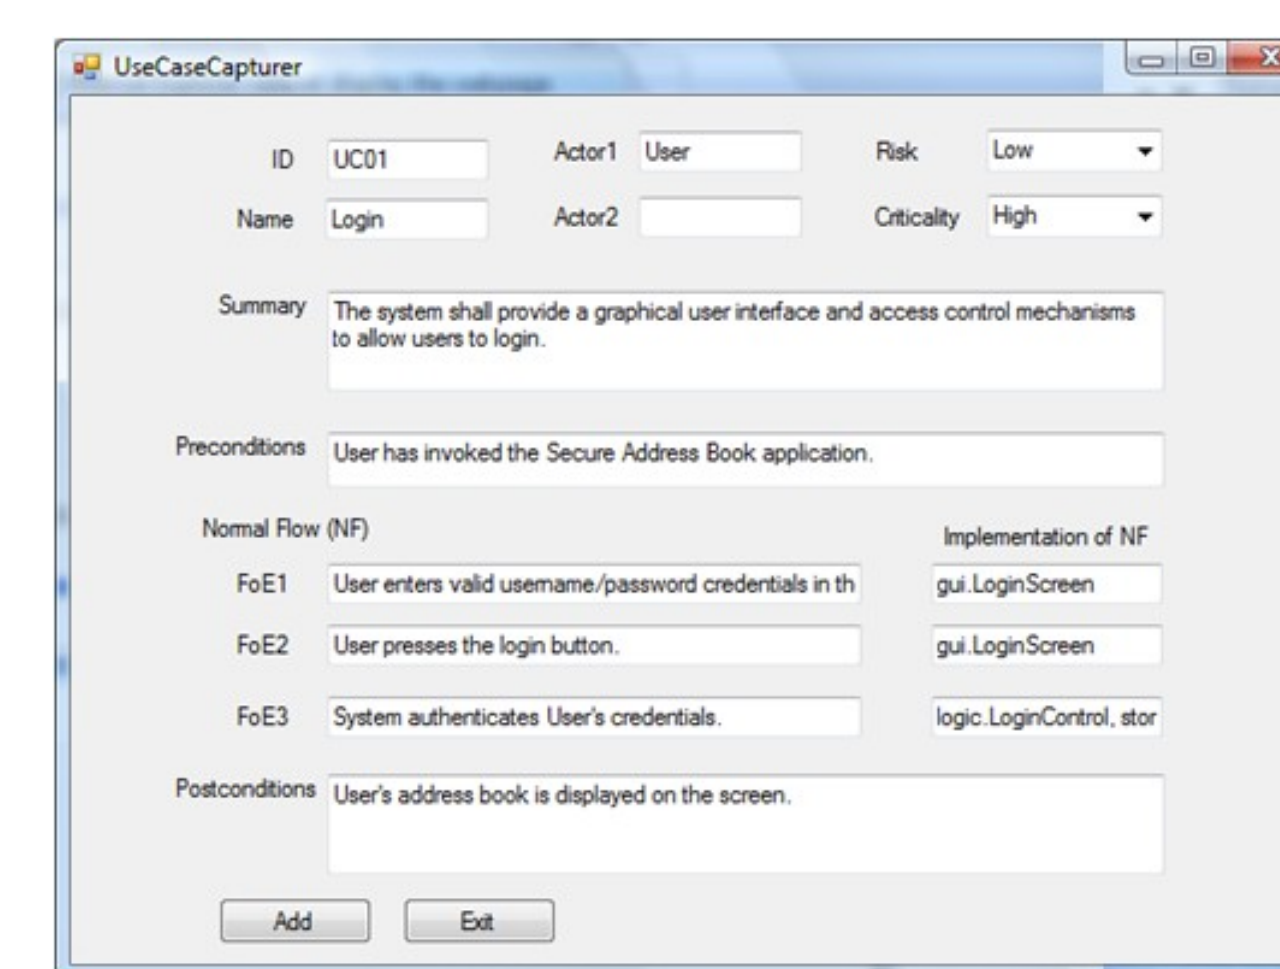 UseCaseCapturer
ID UC01 Actor1 User Risk Low
Name Login Actor2 Criticality High
Summary The system shall provide a graphical user interface and access control mechanisms
to allow users to login.
Preconditions User has invoked the Secure Address Book application.
Normal Flow (NF) Implementation of NF
FoE1 User enters valid username/password credentials in th gui.LoginScreen
FoE2 User presses the login button. gui.LoginScreen
FoE3 System authenticates User's credentials. logic.LoginControl, stor
Postconditions User's address book is displayed on the screen.
Add Exit